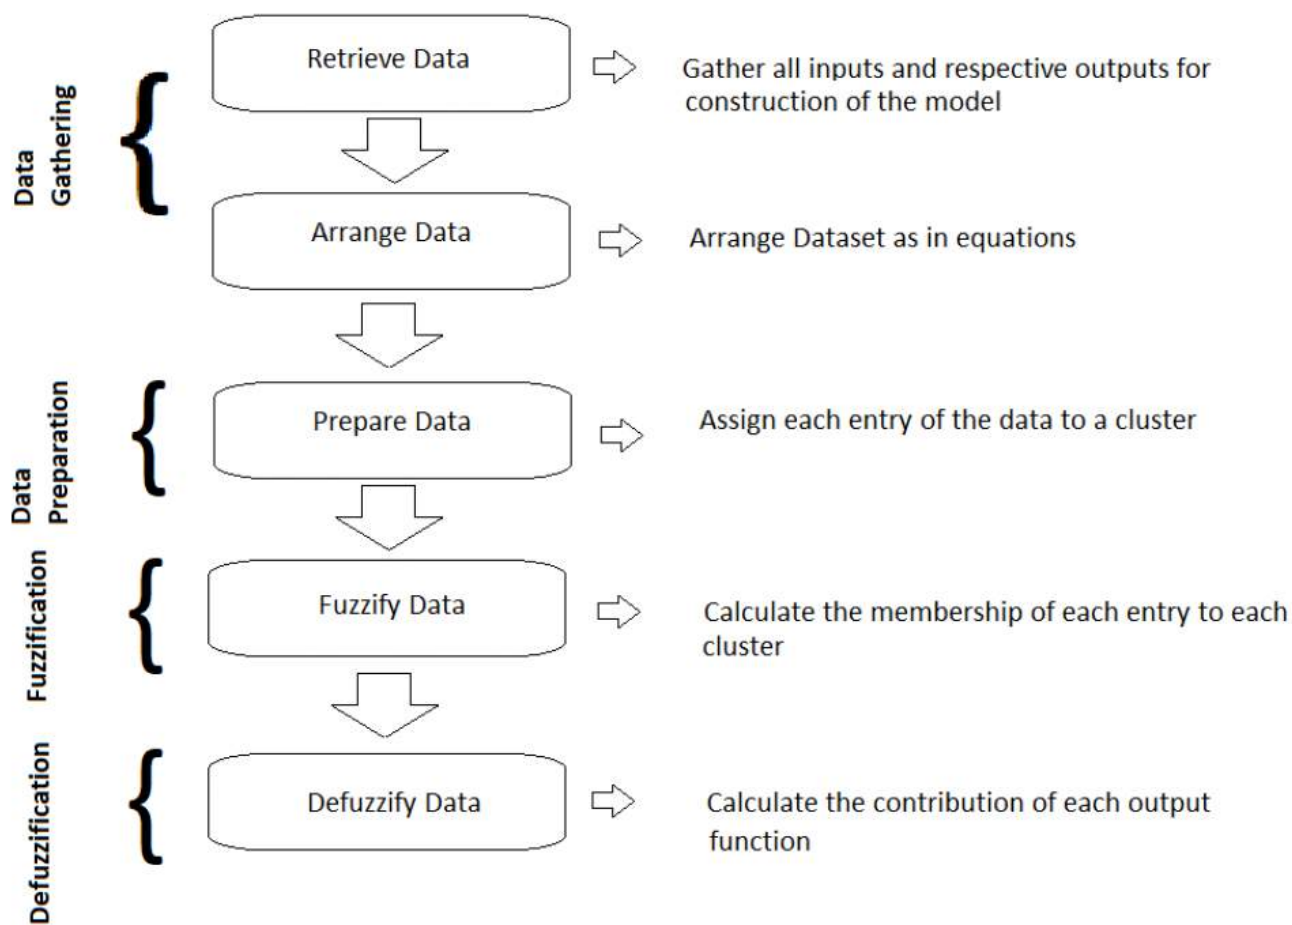 Data
Gathering
Retrieve Data
Gather all inputs and respective outputs for
construction of the model
Arrange Data
Arrange Dataset as in equations
Data
Preparation
Prepare Data
Assign each entry of the data to a cluster
Fuzzification
Fuzzify Data
Calculate the membership of each entry to each
cluster
Defuzzification
Defuzzify Data
Calculate the contribution of each output
function